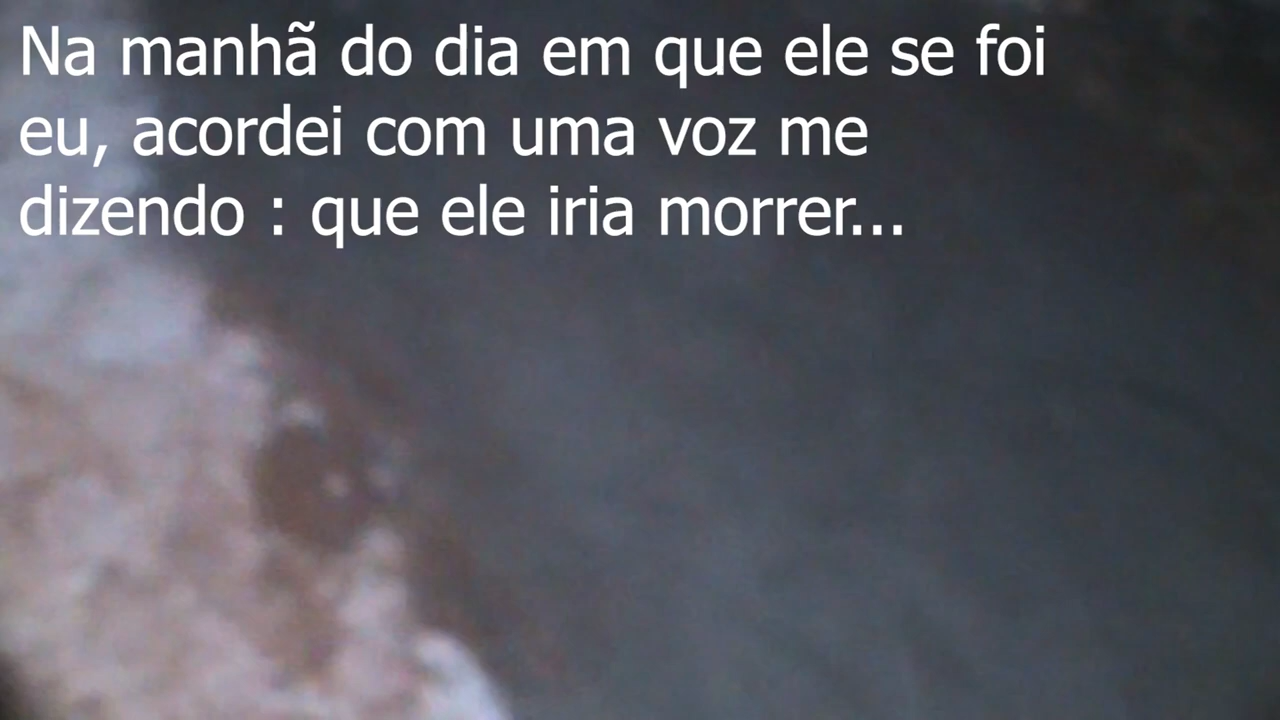 Na manhã do dia em que ele se foi
eu, acordei com uma voz me
dizendo : que ele iria morrer...